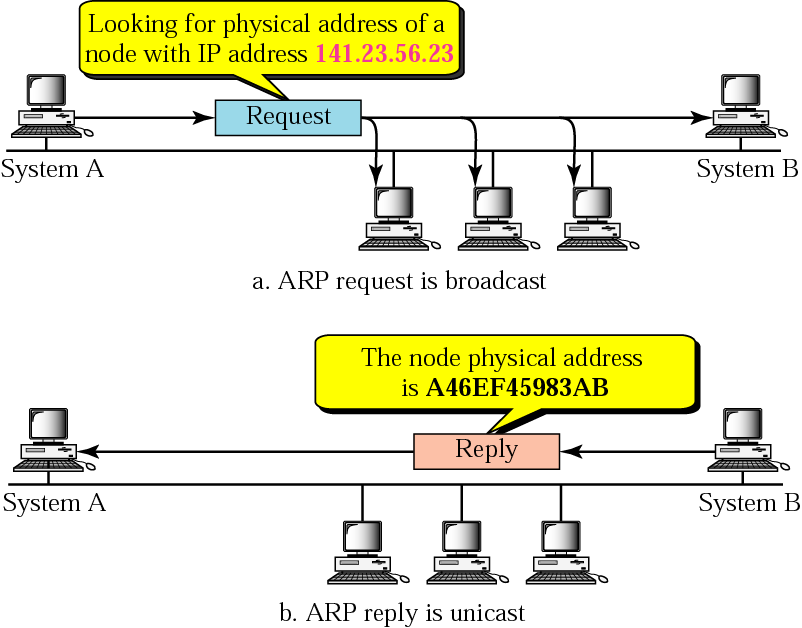 Looking for physical address of a
node with IP address 141.23.56.23
Request
System A
System B
a. ARP request is broadcast
The node physical address
is A46EF45983AB
Reply
System A
System B
b. ARP reply is unicast